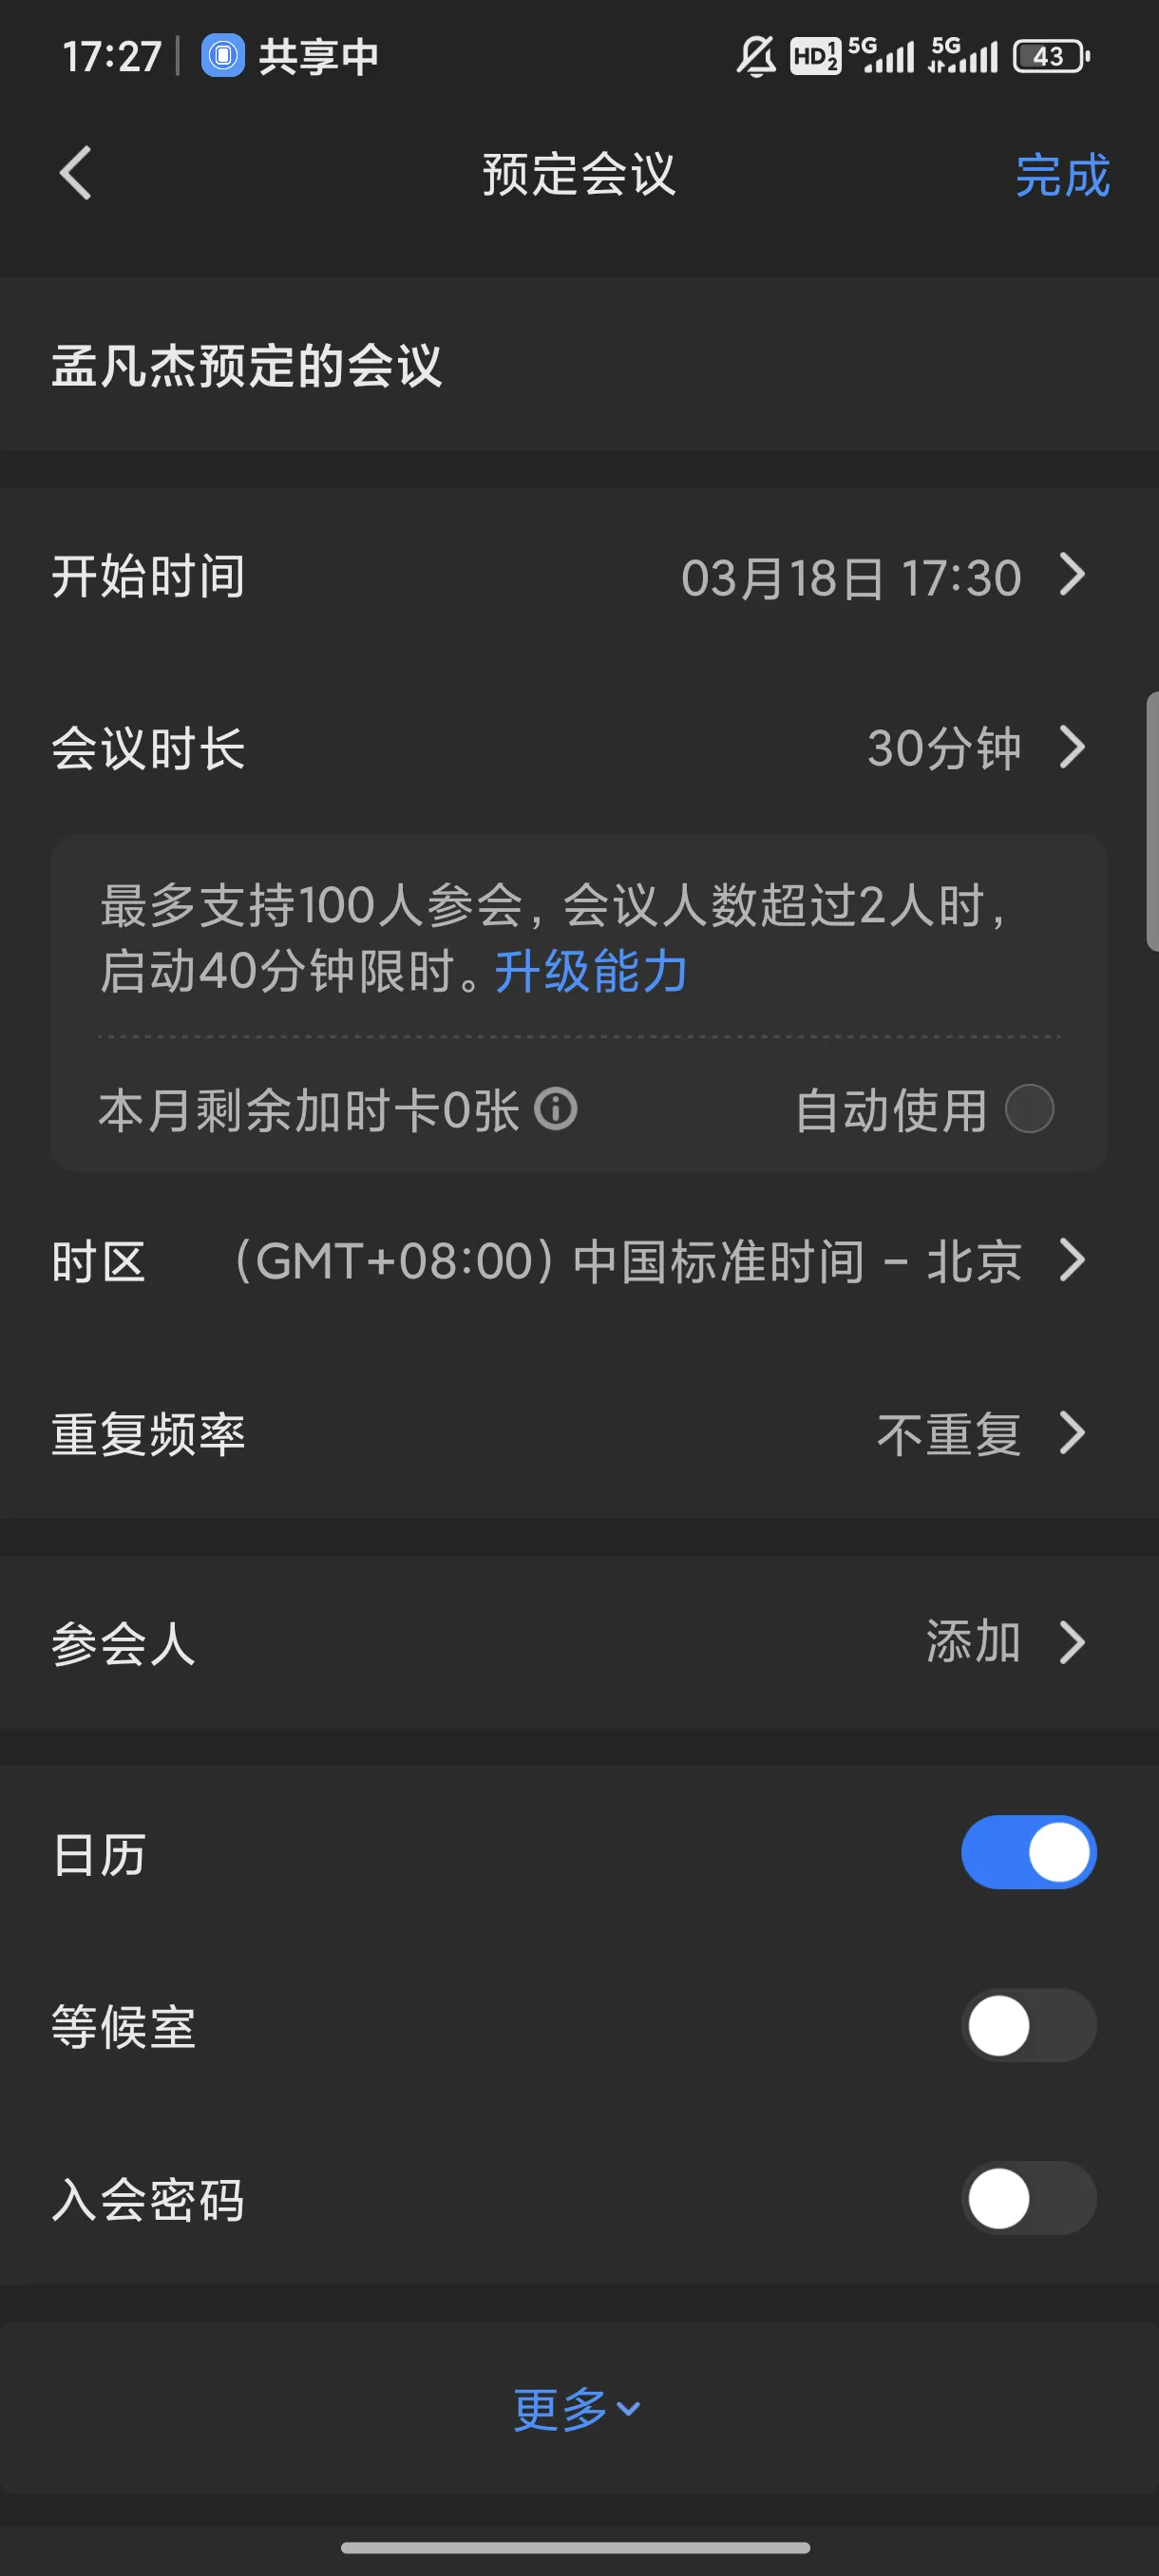 17:27 共享中 HD 1 2 5G 5G 43
预定会议 完成
孟凡杰预定的会议
开始时间 03月18日 17:30
会议时长 30分钟
最多支持100人参会，会议人数超过2人时，
启动40分钟限时。升级能力
本月剩余加时卡0张 自动使用
时区 （GMT+08:00）中国标准时间 – 北京
重复频率 不重复
参会人 添加
日历
等候室
入会密码
更多